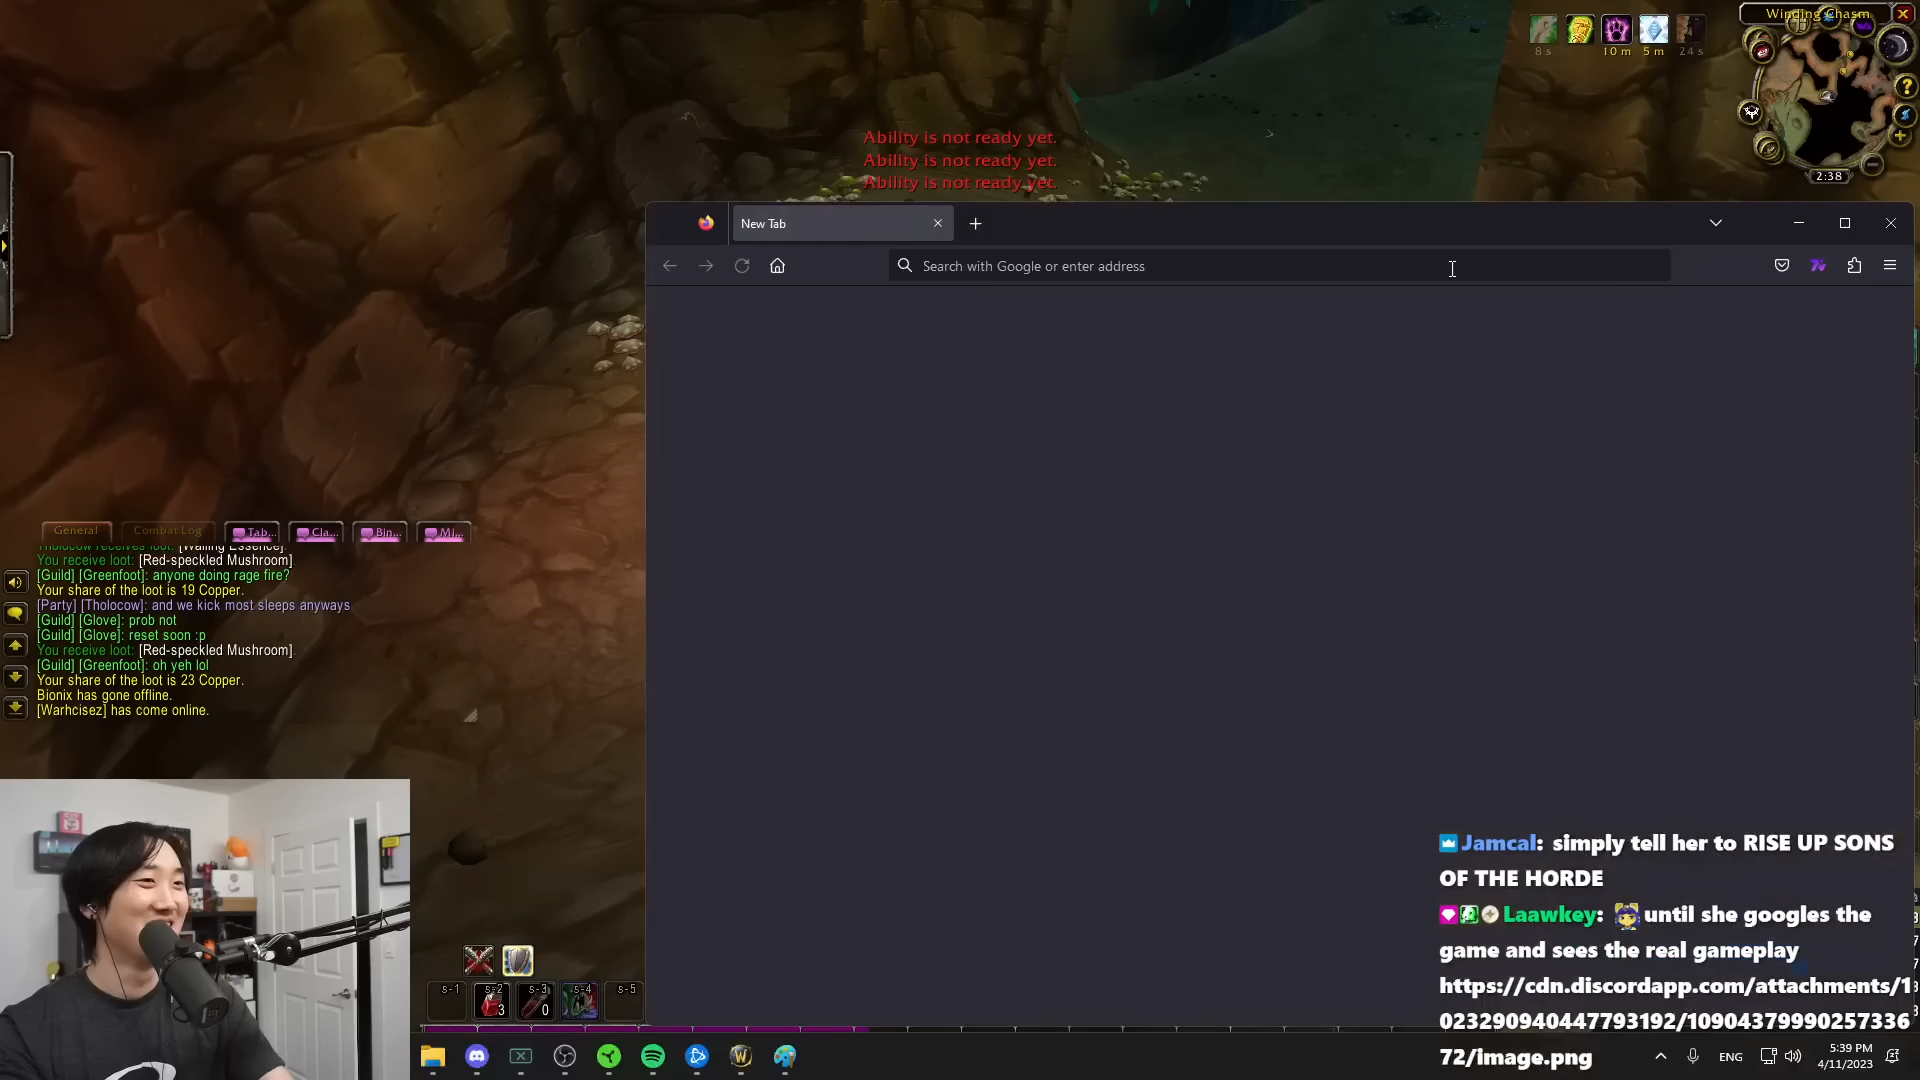 Winding Chasm
8 s
10 m
5 m
24 s
2:38
Ability is not ready yet.
Ability is not ready yet.
Ability is not ready yet.
New Tab
Search with Google or enter address
General
Combat Log
Tab...
Cla...
Bin...
Mi...
Tholocow receives loot: [Wailing Essence].
You receive loot: [Red-speckled Mushroom].
[Guild] [Greenfoot]: anyone doing rage fire?
Your share of the loot is 19 Copper.
[Party] [Tholocow]: and we kick most sleeps anyways
[Guild] [Glove]: prob not
[Guild] [Glove]: reset soon :p
You receive loot: [Red-speckled Mushroom].
[Guild] [Greenfoot]: oh yeh lol
Your share of the loot is 23 Copper.
Bionix has gone offline.
[Warhcisez] has come online.
Jamcal: simply tell her to RISE UP SONS
OF THE HORDE
Laawkey: until she googles the
game and sees the real gameplay
https://cdn.discordapp.com/attachments/1
023290940447793192/10904379990257336
72/image.png
s-1
s-2
s-3
s-4
s-5
3
0
ENG
5:39 PM
4/11/2023